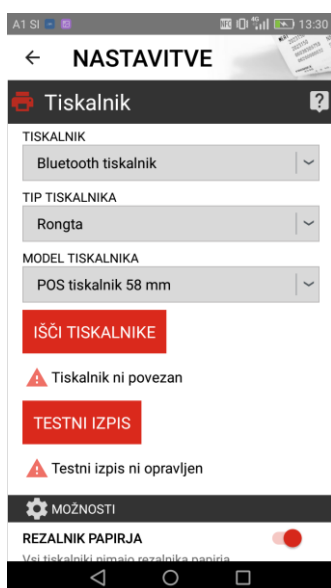 A1 SI 4G 13:30
NASTAVITVE
Tiskalnik
TISKALNIK
Bluetooth tiskalnik
TIP TISKALNIKA
Rongta
MODEL TISKALNIKA
POS tiskalnik 58 mm
IŠČI TISKALNIKE
Tiskalnik ni povezan
TESTNI IZPIS
Testni izpis ni opravljen
MOŽNOSTI
REZALNIK PAPIRJA
Vsi tiskalniki nimajo rezalnika papirja